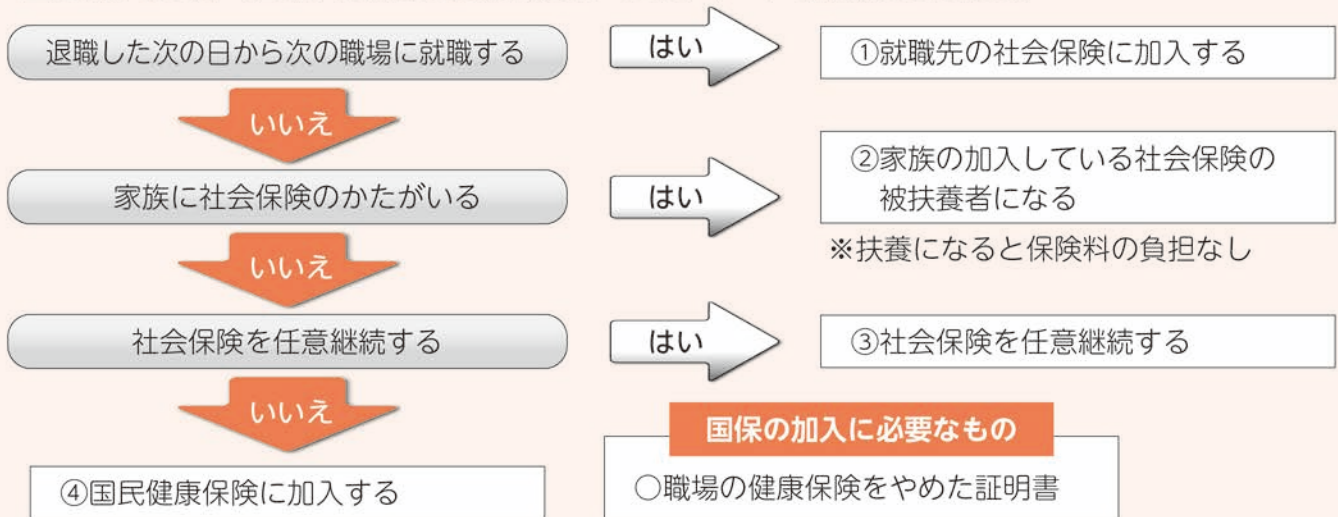 退職した次の日から次の職場に就職する
はい
①就職先の社会保険に加入する
いいえ
家族に社会保険のかたがいる
はい
②家族の加入している社会保険の
被扶養者になる
※扶養になると保険料の負担なし
いいえ
社会保険を任意継続する
はい
③社会保険を任意継続する
いいえ
④国民健康保険に加入する
国保の加入に必要なもの
○職場の健康保険をやめた証明書